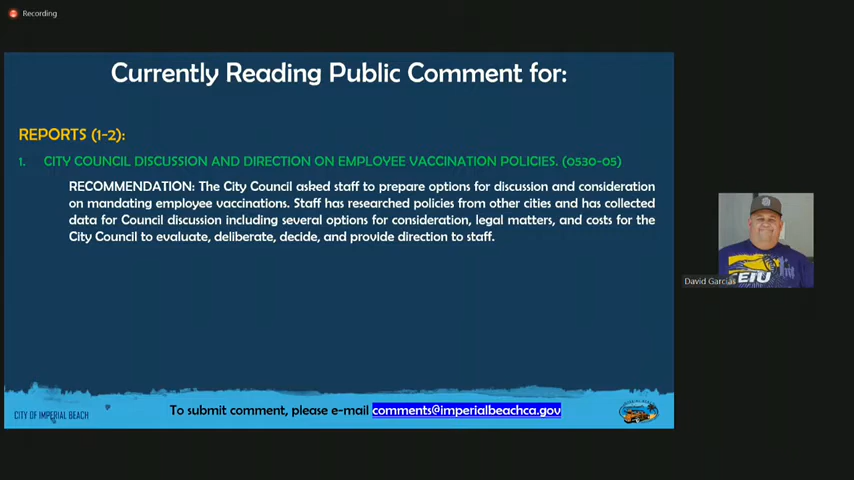 Recording
Currently Reading Public Comment for:
REPORTS (1-2):
1. CITY COUNCIL DISCUSSION AND DIRECTION ON EMPLOYEE VACCINATION POLICIES. (0530-05)
RECOMMENDATION: The City Council asked staff to prepare options for discussion and consideration
on mandating employee vaccinations. Staff has researched policies from other cities and has collected
data for Council discussion including several options for consideration, legal matters, and costs for the
City Council to evaluate, deliberate, decide, and provide direction to staff.
EIU
David Garcias
CITY OF IMPERIAL BEACH
To submit comment, please e-mail comments@imperialbeachca.gov